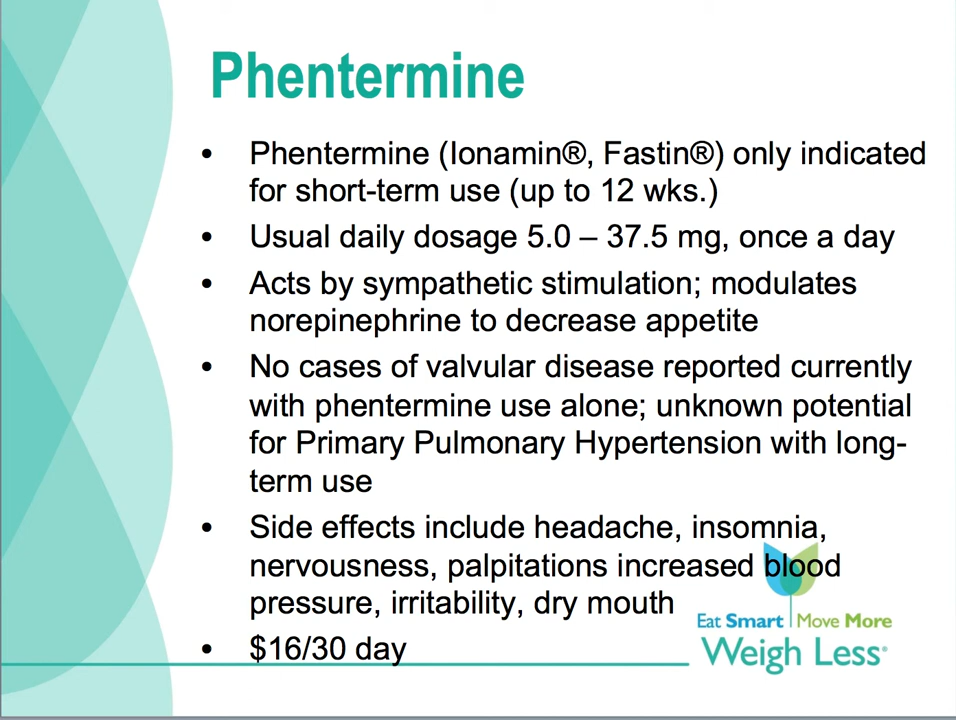 Phentermine
• Phentermine (Ionamin®, Fastin®) only indicated
for short-term use (up to 12 wks.)
• Usual daily dosage 5.0 – 37.5 mg, once a day
• Acts by sympathetic stimulation; modulates
norepinephrine to decrease appetite
• No cases of valvular disease reported currently
with phentermine use alone; unknown potential
for Primary Pulmonary Hypertension with long-
term use
• Side effects include headache, insomnia,
nervousness, palpitations increased blood
pressure, irritability, dry mouth
• $16/30 day
Eat Smart | Move More
Weigh Less®